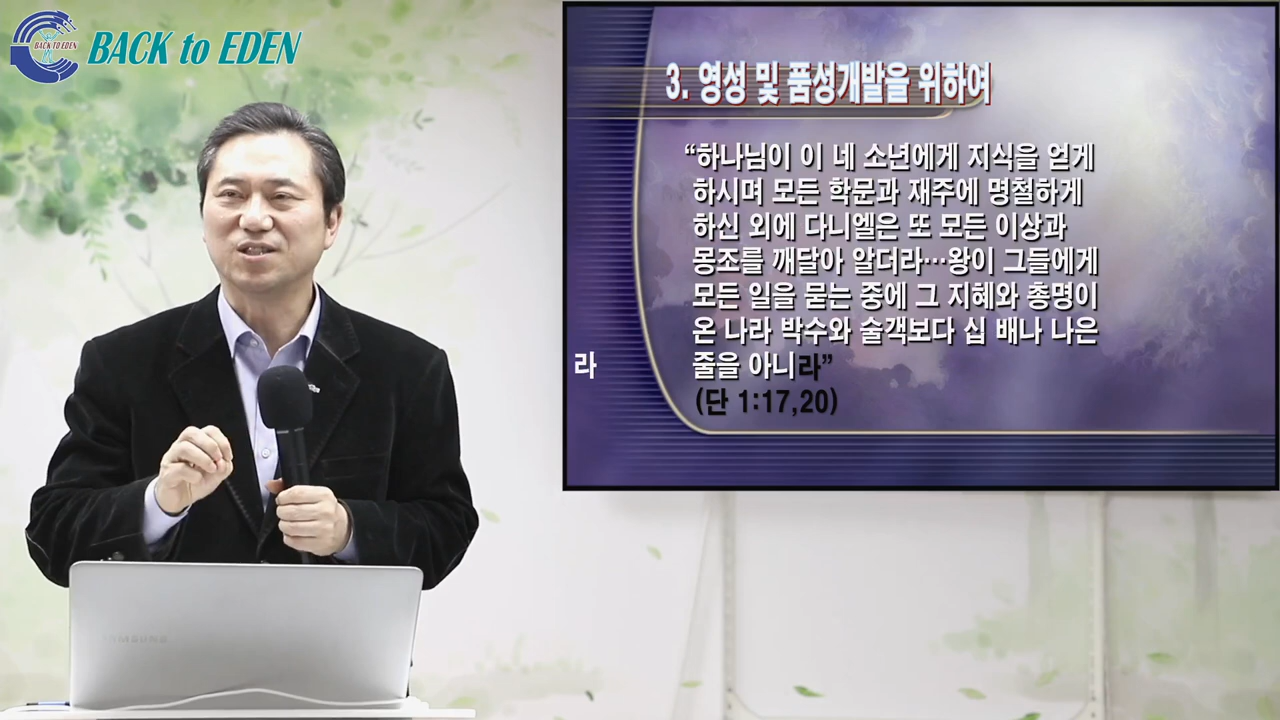 BACK TO EDEN
BACK to EDEN
3. 영성 및 품성개발을 위하여
“하나님이 이 네 소년에게 지식을 얻게
하시며 모든 학문과 재주에 명철하게
하신 외에 다니엘은 또 모든 이상과
몽조를 깨달아 알더라…왕이 그들에게
모든 일을 묻는 중에 그 지혜와 총명이
온 나라 박수와 술객보다 십 배나 나은
라 줄을 아니라”
(단 1:17,20)
SAMSUNG